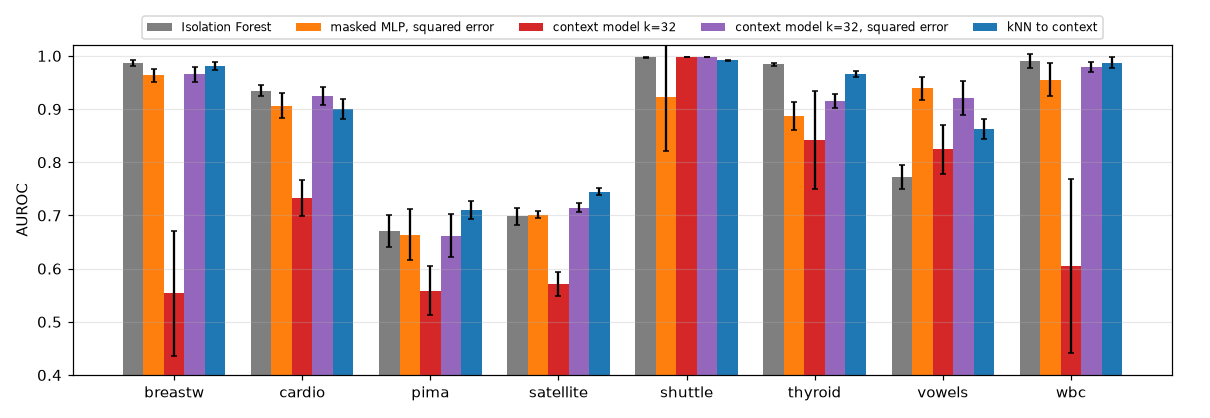 Isolation Forest masked MLP, squared error context model k=32 context model k=32, squared error kNN to context
1.0
0.9
0.8
0.7
0.6
0.5
0.4
AUROC
breastw cardio pima satellite shuttle thyroid vowels wbc